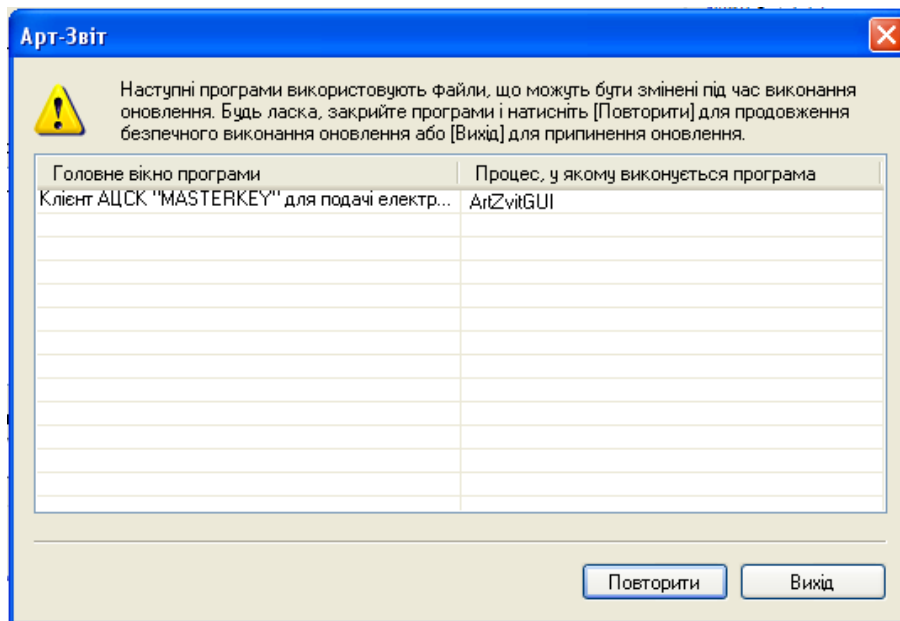 Арт-Звіт
Наступні програми використовують файли, що можуть бути змінені під час виконання
оновлення. Будь ласка, закрийте програми і натисніть [Повторити] для продовження
безпечного виконання оновлення або [Вихід] для припинення оновлення.
Головне вікно програми Процес, у якому виконується програма
Клієнт АЦСК "MASTERKEY" для подачі електр... ArtZvitGUI
Повторити Вихід